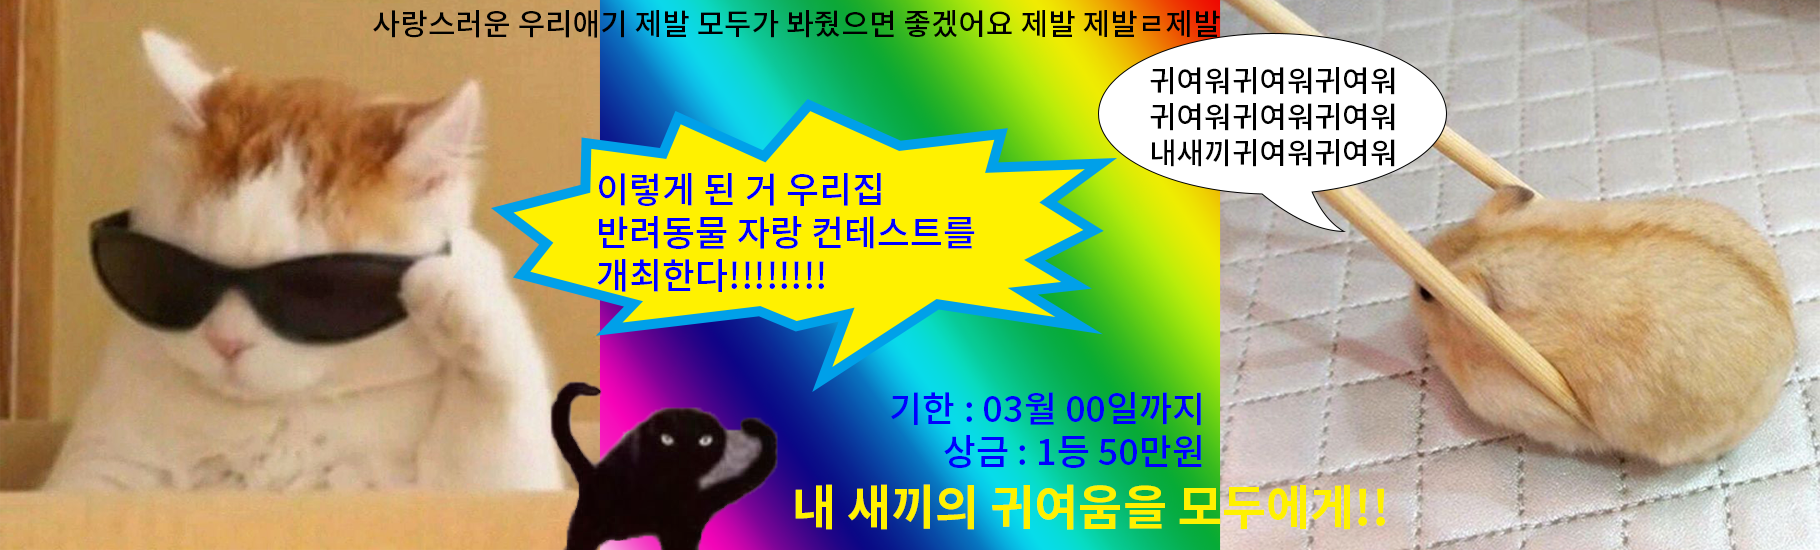 사랑스러운 우리애기 제발 모두가 봐줬으면 좋겠어요 제발 제발ㄹ제발
귀여워귀여워귀여워
귀여워귀여워귀여워
내새끼귀여워귀여워
이렇게 된 거 우리집
반려동물 자랑 컨테스트를
개최한다!!!!!!!!
기한 : 03월 00일까지
상금 : 1등 50만원
내 새끼의 귀여움을 모두에게!!